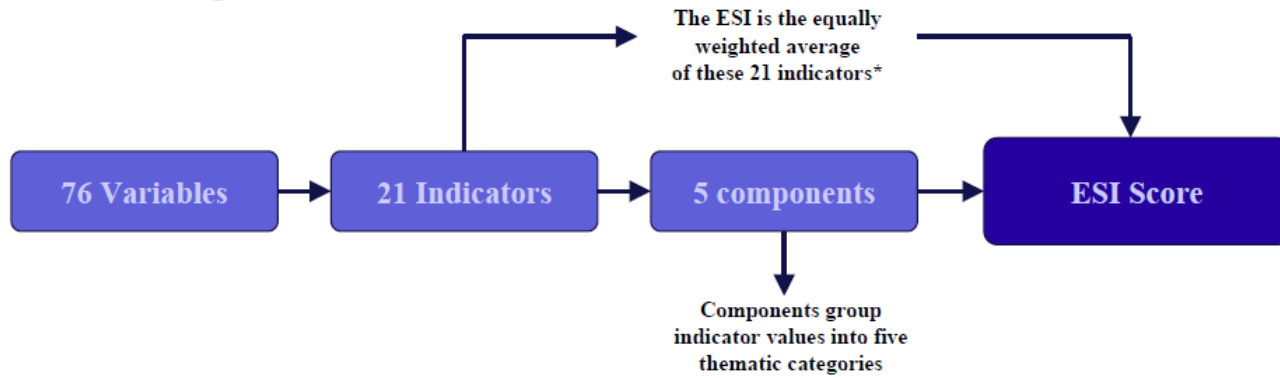 The ESI is the equally
weighted average
of these 21 indicators*
76 Variables
21 Indicators
5 components
ESI Score
Components group
indicator values into five
thematic categories